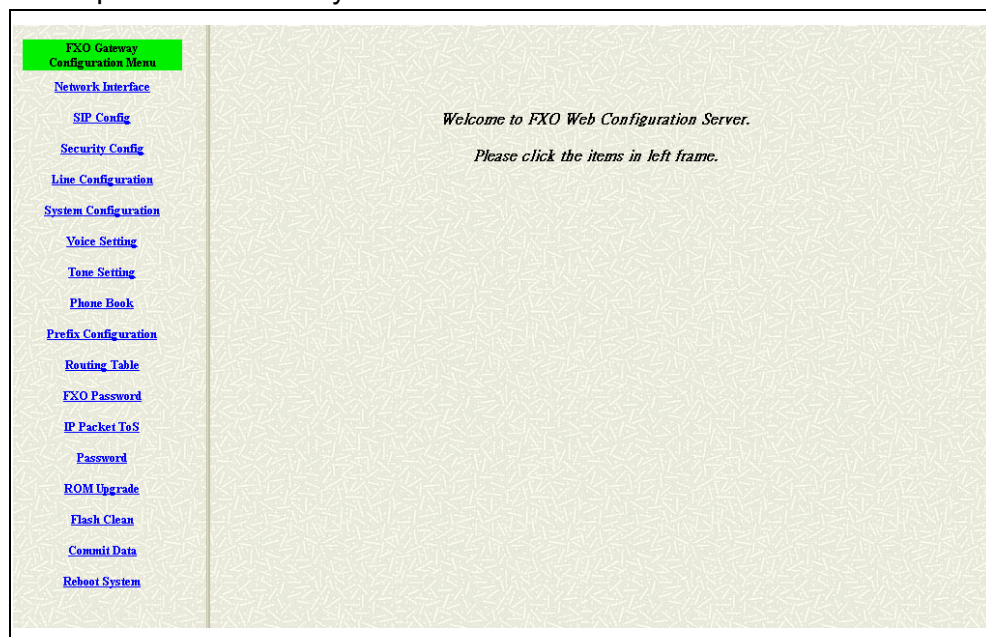 FXO Gateway
Configuration Menu
Network Interface
SIP Config
Security Config
Line Configuration
System Configuration
Voice Setting
Tone Setting
Phone Book
Prefix Configuration
Routing Table
FXO Password
IP Packet ToS
Password
ROM Upgrade
Flash Clean
Commit Data
Reboot System
Welcome to FXO Web Configuration Server.
Please click the items in left frame.